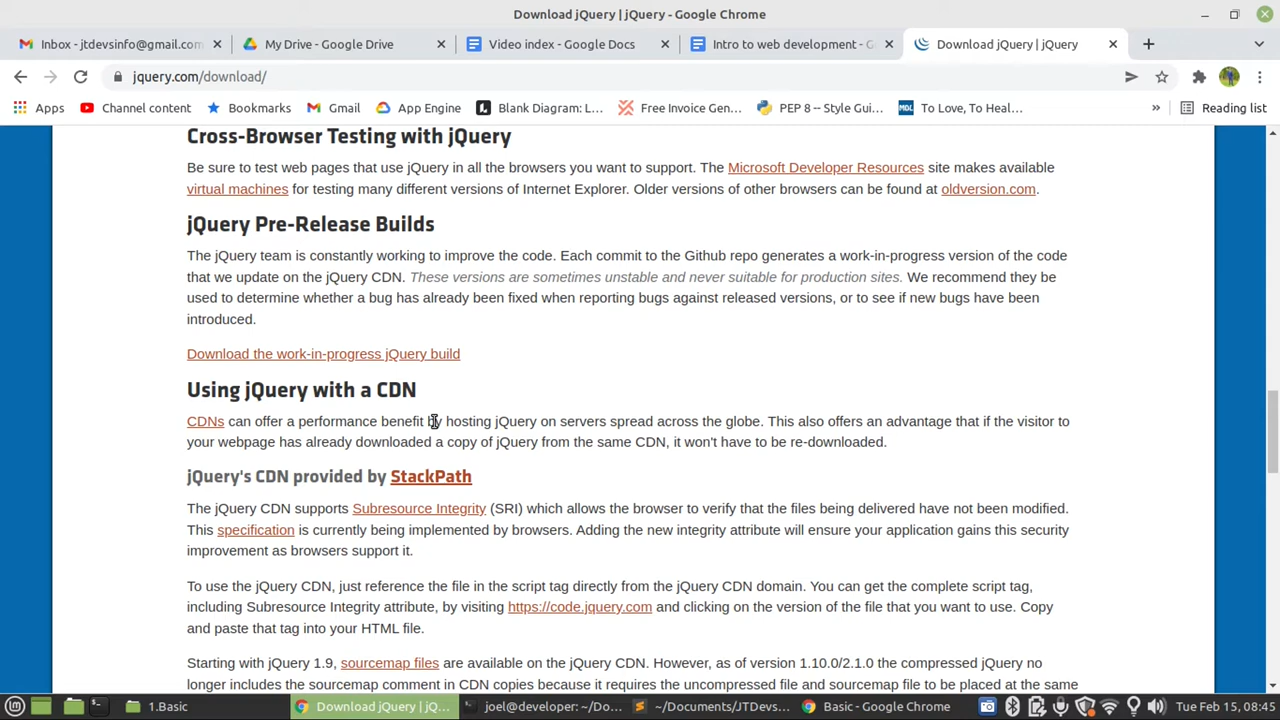 Download jQuery | jQuery - Google Chrome
Inbox - jtdevsinfo@gmail.com
My Drive - Google Drive
Video index - Google Docs
Intro to web development - G
Download jQuery | jQuery
jquery.com/download/
Apps
Channel content
Bookmarks
Gmail
App Engine
Blank Diagram: L...
Free Invoice Gen...
PEP 8 -- Style Gui...
MDL
To Love, To Heal...
»
Reading list
Cross-Browser Testing with jQuery
Be sure to test web pages that use jQuery in all the browsers you want to support. The Microsoft Developer Resources site makes available
virtual machines for testing many different versions of Internet Explorer. Older versions of other browsers can be found at oldversion.com.
jQuery Pre-Release Builds
The jQuery team is constantly working to improve the code. Each commit to the Github repo generates a work-in-progress version of the code
that we update on the jQuery CDN. These versions are sometimes unstable and never suitable for production sites. We recommend they be
used to determine whether a bug has already been fixed when reporting bugs against released versions, or to see if new bugs have been
introduced.
Download the work-in-progress jQuery build
Using jQuery with a CDN
CDNs can offer a performance benefit by hosting jQuery on servers spread across the globe. This also offers an advantage that if the visitor to
your webpage has already downloaded a copy of jQuery from the same CDN, it won't have to be re-downloaded.
jQuery's CDN provided by StackPath
The jQuery CDN supports Subresource Integrity (SRI) which allows the browser to verify that the files being delivered have not been modified.
This specification is currently being implemented by browsers. Adding the new integrity attribute will ensure your application gains this security
improvement as browsers support it.
To use the jQuery CDN, just reference the file in the script tag directly from the jQuery CDN domain. You can get the complete script tag,
including Subresource Integrity attribute, by visiting https://code.jquery.com and clicking on the version of the file that you want to use. Copy
and paste that tag into your HTML file.
Starting with jQuery 1.9, sourcemap files are available on the jQuery CDN. However, as of version 1.10.0/2.1.0 the compressed jQuery no
longer includes the sourcemap comment in CDN copies because it requires the uncompressed file and sourcemap file to be placed at the same
1.Basic
Download jQuery | jQ...
joel@developer: ~/Do...
~/Documents/JTDevs...
Basic - Google Chrome
Tue Feb 15, 08:45